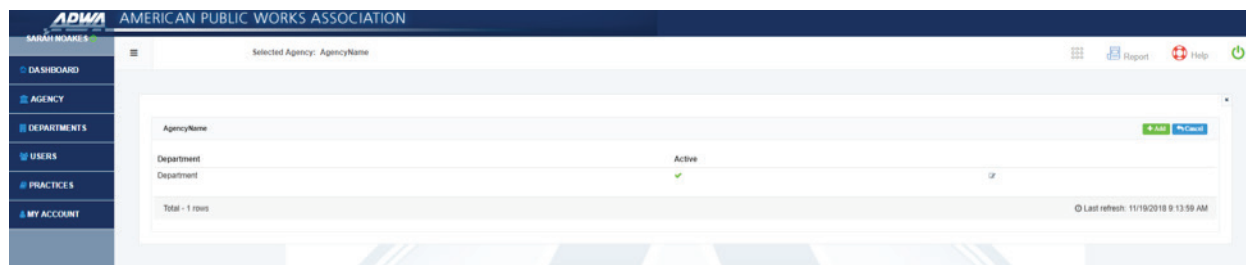 APWA AMERICAN PUBLIC WORKS ASSOCIATION
SARAH NOAKES
Selected Agency: AgencyName
Report
Help
DASHBOARD
AGENCY
DEPARTMENTS
USERS
PRACTICES
MY ACCOUNT
AgencyName
+Add
Cancel
Department Active
Department
Total - 1 rows
Last refresh: 11/19/2018 9:13:59 AM